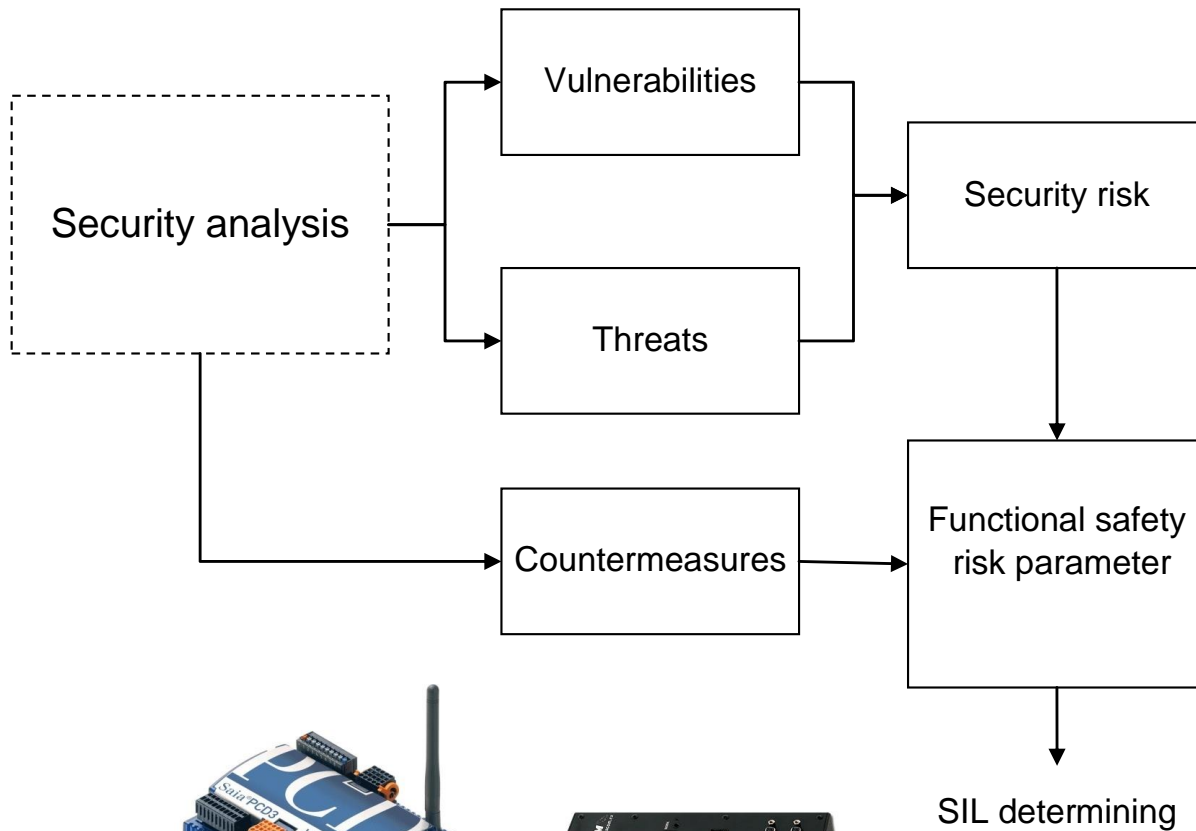 Vulnerabilities
Security analysis
Security risk
Threats
Functional safety
risk parameter
Countermeasures
SIL determining
Saia®PCD3